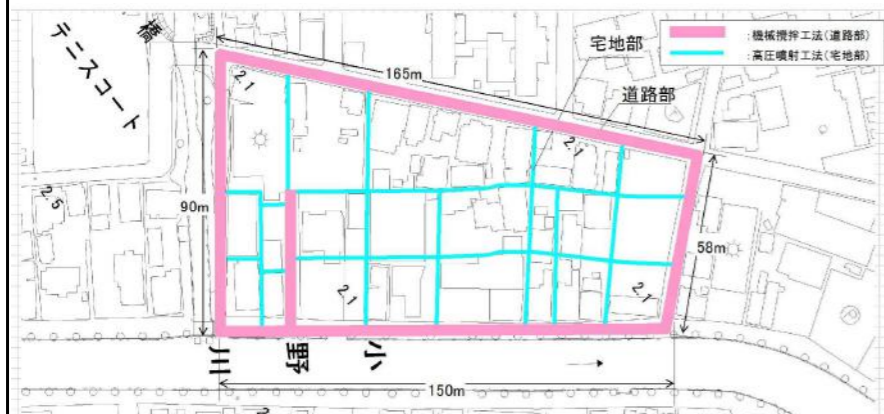 テニスコート
橋
宅地部
:機械攪拌工法(道路部)
:高圧噴射工法(宅地部)
165m
道路部
2.1
2.1
2.5
90m
58m
2.1
2.1
川
野
小
150m